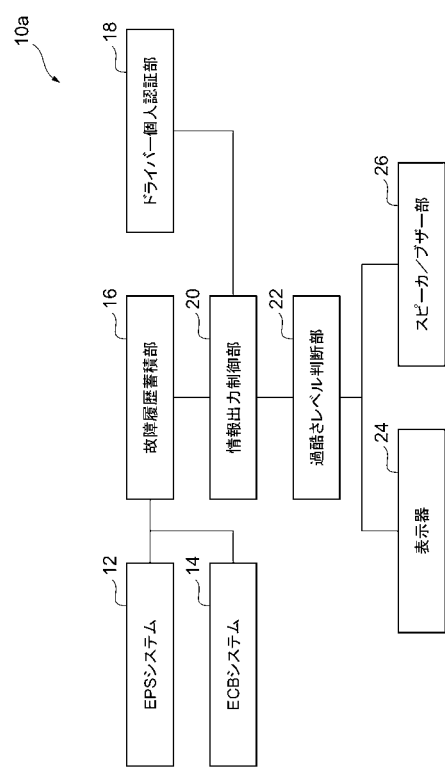 10a
12
EPSシステム
14
ECBシステム
16
故障履歴蓄積部
18
ドライバー個人認証部
20
情報出力制御部
22
過酷さレベル判断部
24
表示器
26
スピーカ／ブザー部